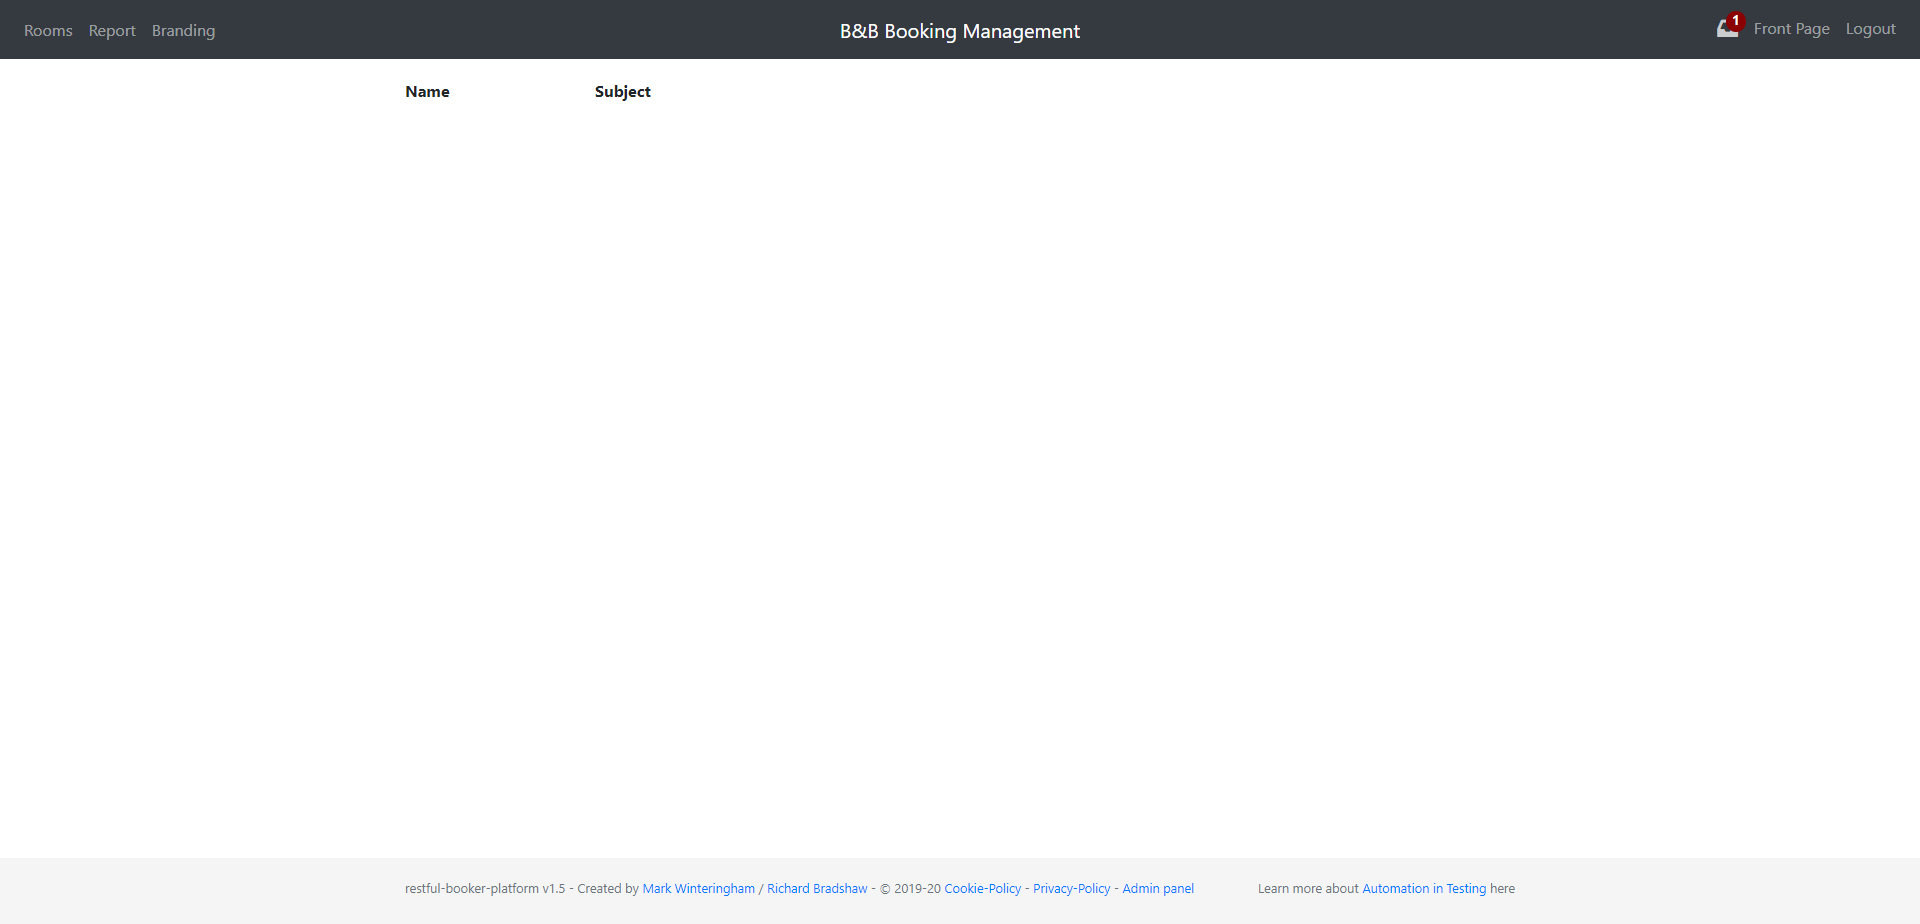 Rooms Report Branding B&B Booking Management 1 Front Page Logout
Name Subject
restful-booker-platform v1.5 - Created by Mark Winteringham / Richard Bradshaw - © 2019-20 Cookie-Policy - Privacy-Policy - Admin panel Learn more about Automation in Testing here